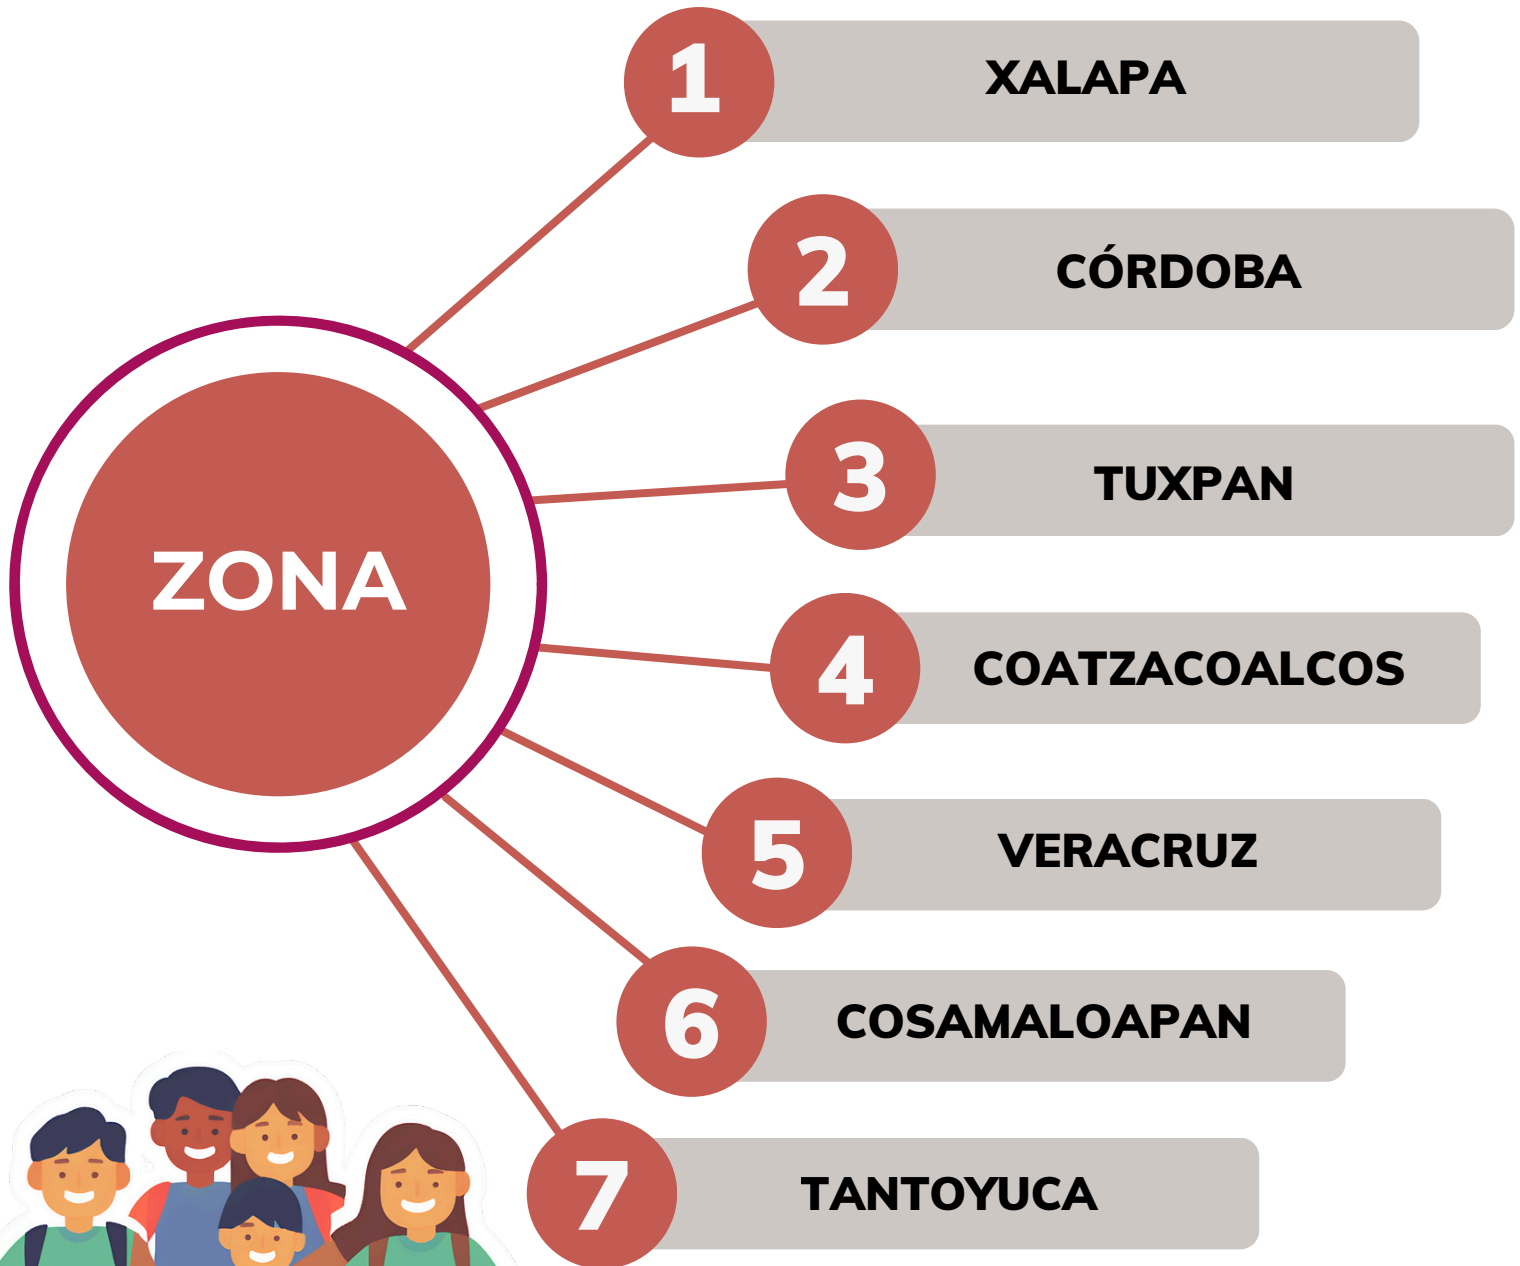 ZONA
1
XALAPA
2
CÓRDOBA
3
TUXPAN
4
COATZACOALCOS
5
VERACRUZ
6
COSAMALOAPAN
7
TANTOYUCA